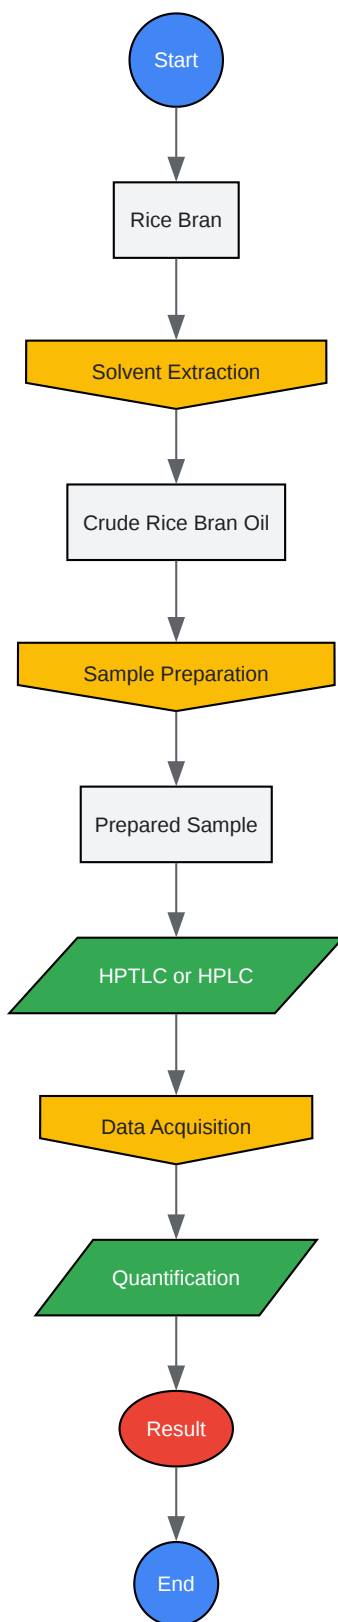 Start
Rice Bran
Solvent Extraction
Crude Rice Bran Oil
Sample Preparation
Prepared Sample
HPTLC or HPLC
Data Acquisition
Quantification
Result
End